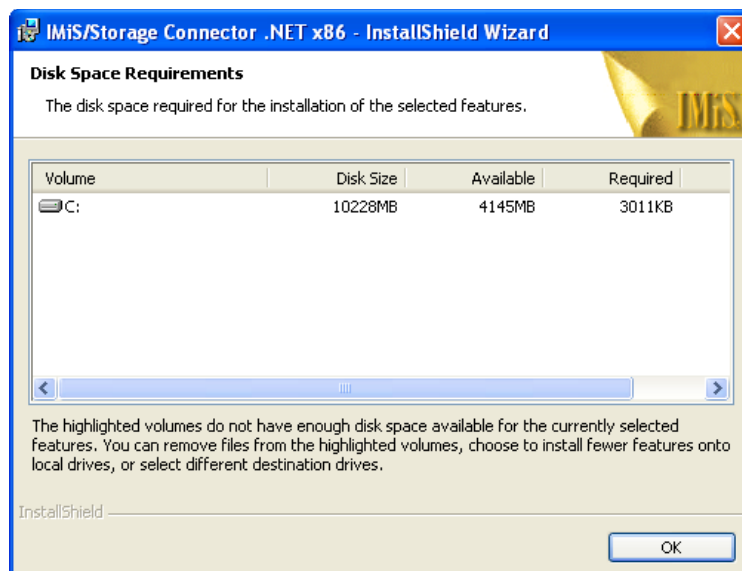 IMiS/Storage Connector .NET x86 - InstallShield Wizard
Disk Space Requirements
The disk space required for the installation of the selected features.
IMiS
Volume Disk Size Available Required
C: 10228MB 4145MB 3011KB
The highlighted volumes do not have enough disk space available for the currently selected
features. You can remove files from the highlighted volumes, choose to install fewer features onto
local drives, or select different destination drives.
InstallShield
OK